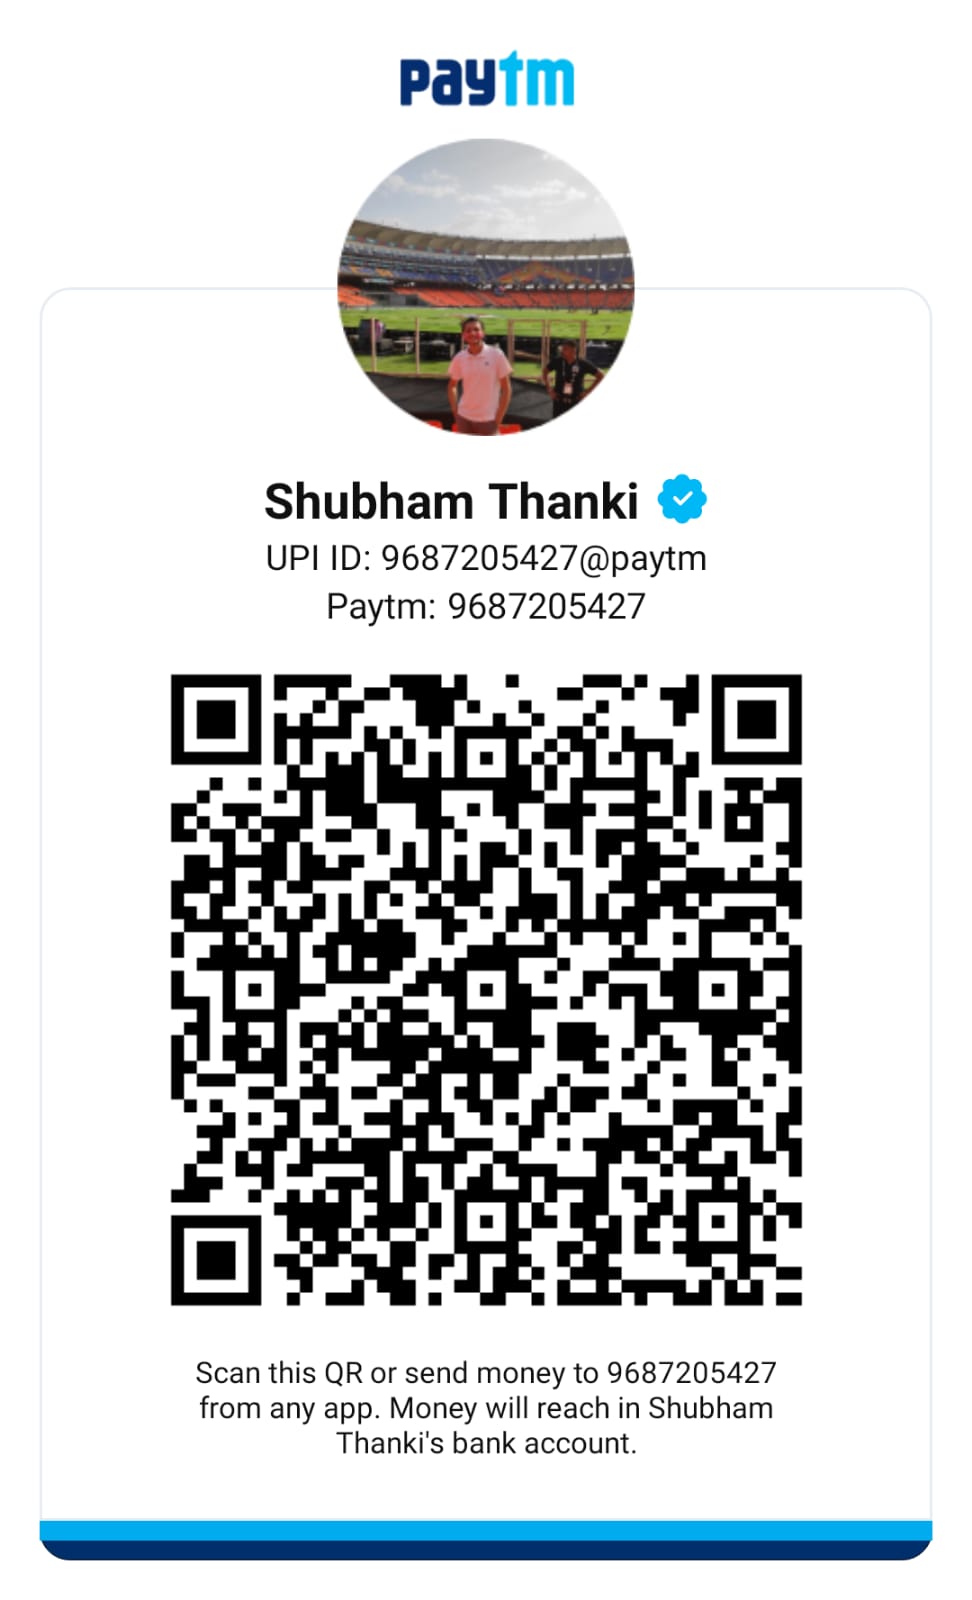 paytm
Shubham Thanki
UPI ID: 9687205427@paytm
Paytm: 9687205427
Scan this QR or send money to 9687205427
from any app. Money will reach in Shubham
Thanki's bank account.